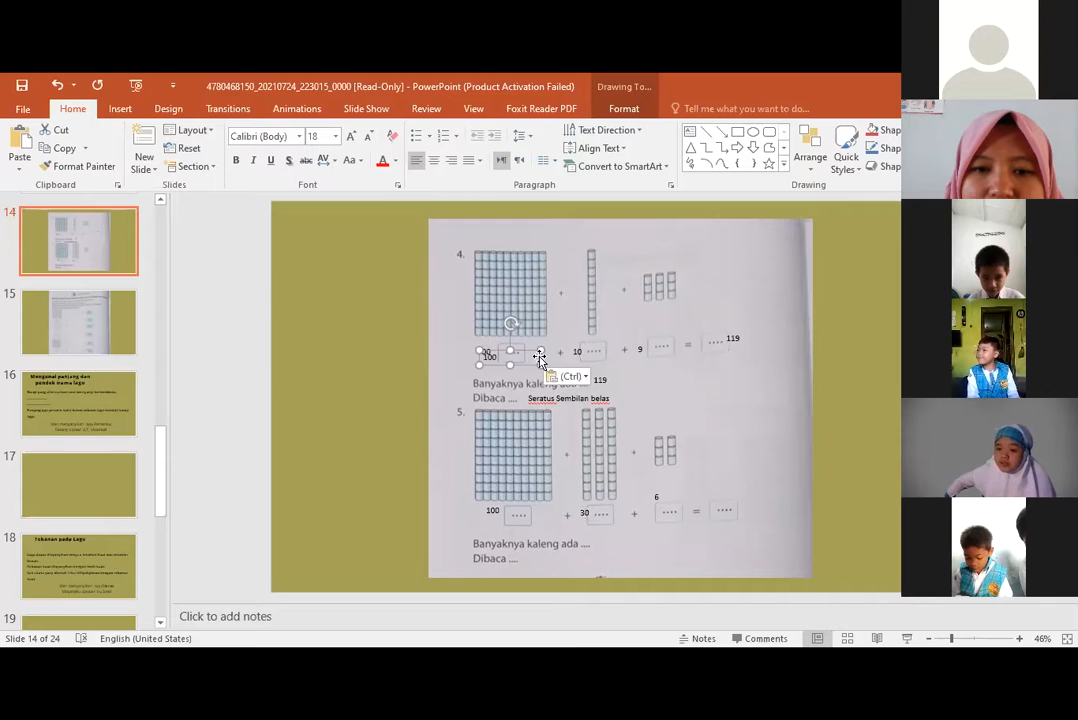 4780468150_20210724_223015_0000 [Read-Only] - PowerPoint (Product Activation Failed)
Drawing To...
File
Home
Insert
Design
Transitions
Animations
Slide Show
Review
View
Foxit Reader PDF
Format
Tell me what you want to do...
Paste
Cut
Copy
Format Painter
Clipboard
New Slide
Layout
Reset
Section
Slides
Calibri (Body)
18
Font
Text Direction
Align Text
Convert to SmartArt
Paragraph
Arrange
Quick Styles
Shap
Shap
Shap
Drawing
14
15
16
Mengenal panjang dan pendek nama lagu
17
18
Tekanan pada Lagu
19
4.
+ +
100 + 10 .... + 9 .... = .... 119
(Ctrl)
Banyaknya kaleng ada 119
Dibaca .... Seratus Sembilan belas
5.
+ +
6
100 .... + 30 .... + .... = ....
Banyaknya kaleng ada ....
Dibaca ....
Click to add notes
Slide 14 of 24
English (United States)
Notes
Comments
46%